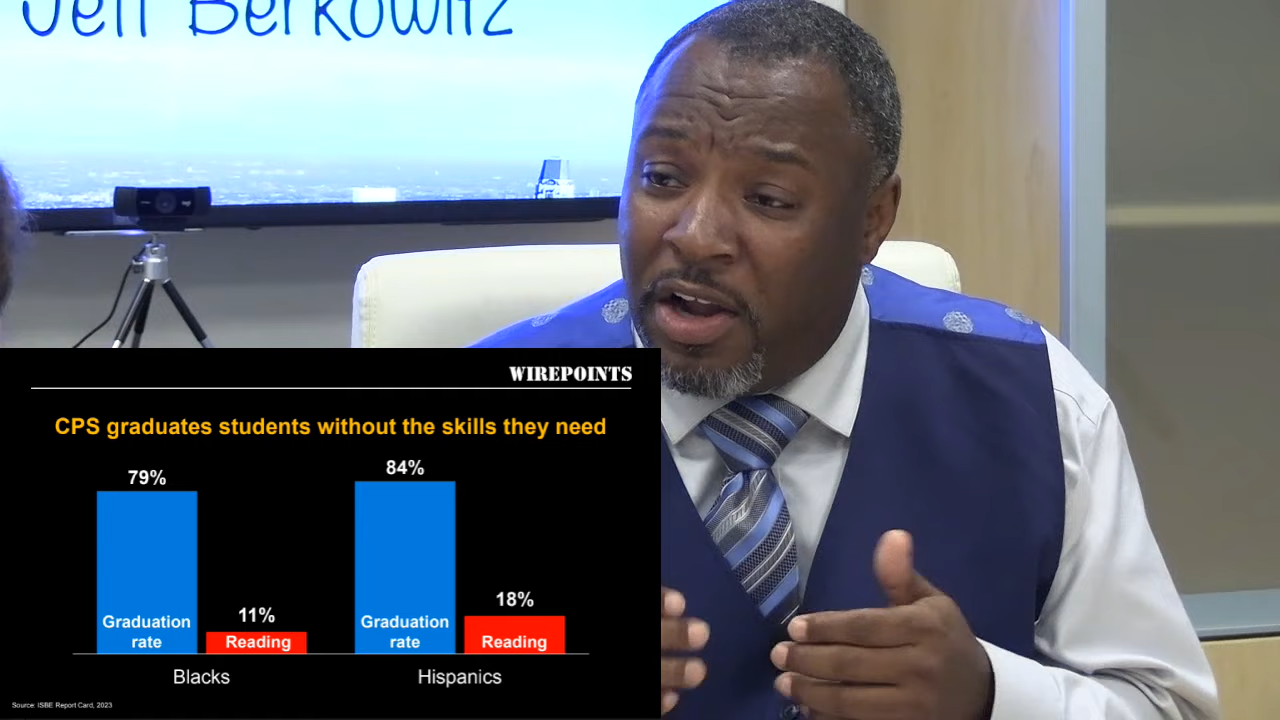 Jeff Berkowitz
WIREPOINTS
CPS graduates students without the skills they need
79%
84%
11%
18%
Graduation
rate
Reading
Graduation
rate
Reading
Blacks
Hispanics
Source: ISBE Report Card, 2023